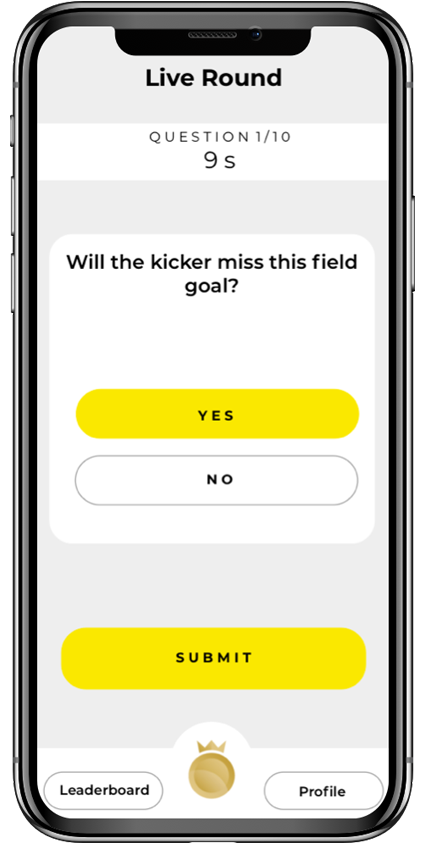 Live Round
QUESTION 1/10
9 s
Will the kicker miss this field
goal?
YES
NO
SUBMIT
Leaderboard
Profile